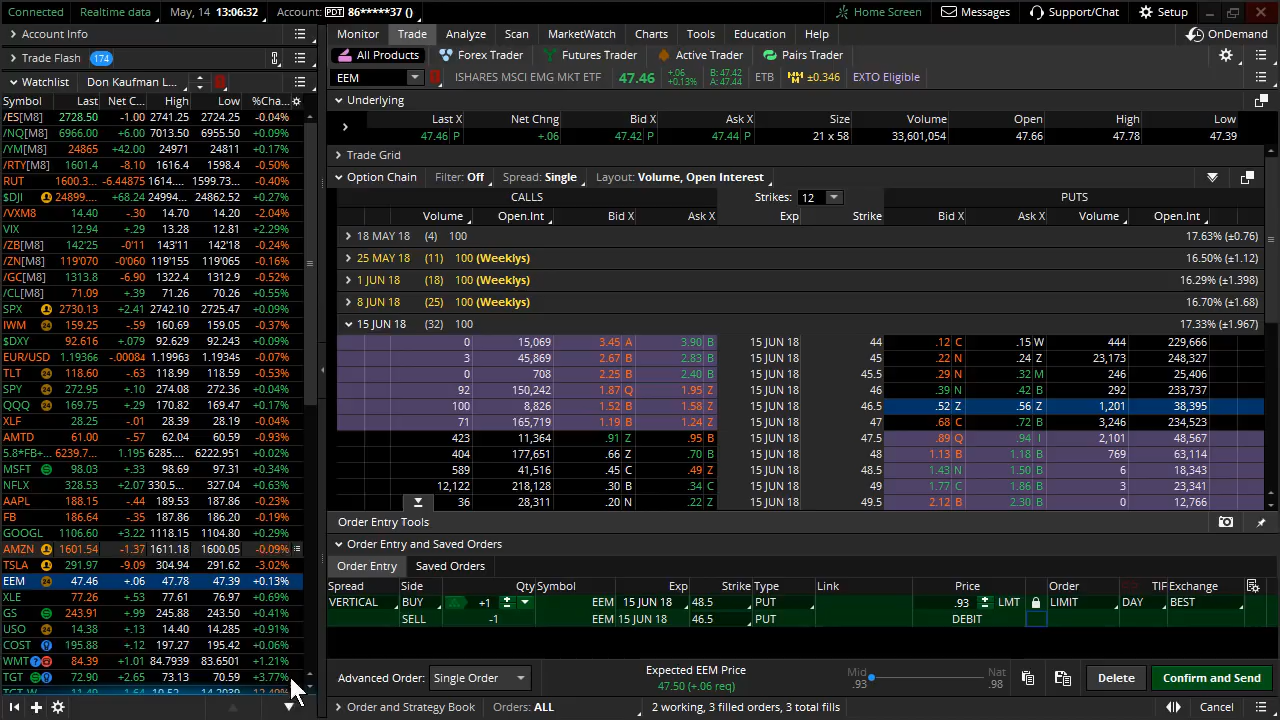 Connected Realtime data May, 14 13:06:32 Account: PDT 86*****37 () Home Screen Messages Support/Chat Setup
Account Info
Trade Flash 174
Watchlist Don Kaufman L...
Symbol Last Net C... High Low %Cha...
/ES[M8] 2728.50 -1.00 2741.25 2724.25 -0.04%
/NQ[M8] 6966.00 +6.00 7013.50 6955.50 +0.09%
/YM[M8] 24865 +42.00 24971 24811 +0.17%
/RTY[M8] 1601.4 -8.10 1616.4 1598.4 -0.50%
RUT 1600.3... -6.44875 1614.... 1599.73... -0.40%
$DJI 24899.... +68.24 24994... 24862.52 +0.27%
/VXM8 14.40 -.30 14.70 14.20 -2.04%
VIX 12.94 +.29 13.28 12.81 +2.29%
/ZB[M8] 142'25 -0'11 143'11 142'18 -0.24%
/ZN[M8] 119'070 -0'060 119'155 119'065 -0.16%
/GC[M8] 1313.8 -6.90 1322.4 1312.9 -0.52%
/CL[M8] 71.09 +.39 71.26 70.26 +0.55%
SPX 2730.13 +2.41 2742.10 2725.47 +0.09%
IWM 24 159.25 -.59 160.69 159.05 -0.37%
$DXY 92.616 +.079 92.629 92.243 +0.09%
EUR/USD 1.19366 -.00084 1.19963 1.19345 -0.07%
TLT 24 118.60 -.63 118.99 118.59 -0.53%
SPY 24 272.95 +.10 274.08 272.36 +0.04%
QQQ 24 169.75 +.29 170.82 169.47 +0.17%
XLF 28.25 -.01 28.39 28.19 -0.04%
AMTD 61.00 -.57 62.04 60.59 -0.93%
5.8*FB+... 6239.7... 1.195 6285.... 6222.951 +0.02%
MSFT 98.03 +.33 98.69 97.31 +0.34%
NFLX 328.53 +2.07 330.5... 327.04 +0.63%
AAPL 188.15 -.44 189.53 187.86 -0.23%
FB 186.64 -.35 187.86 186.20 -0.19%
GOOGL 1106.60 +3.22 1118.15 1104.80 +0.29%
AMZN 1601.54 -1.37 1611.18 1600.05 -0.09%
TSLA 291.97 -9.09 304.94 291.62 -3.02%
EEM 24 47.46 +.06 47.78 47.39 +0.13%
XLE 77.26 +.53 77.61 76.97 +0.69%
GS 243.91 +.99 245.88 243.50 +0.41%
USO 14.38 +.13 14.40 14.285 +0.91%
COST 195.88 +.12 197.27 195.42 +0.06%
WMT 84.39 +1.01 84.7939 83.6501 +1.21%
TGT 72.90 +2.65 73.13 70.59 +3.77%
Monitor Trade Analyze Scan MarketWatch Charts Tools Education Help OnDemand
All Products Forex Trader Futures Trader Active Trader Pairs Trader
EEM ISHARES MSCI EMG MKT ETF 47.46 +.06 +0.13% B: 47.42 A: 47.44 ETB ±0.346 EXTO Eligible
Underlying
Last X Net Chng Bid X Ask X Size Volume Open High Low
47.46 P +.06 47.42 P 47.44 P 21 x 58 33,601,054 47.66 47.78 47.39
Trade Grid
Option Chain Filter: Off Spread: Single Layout: Volume, Open Interest
CALLS Strikes: 12 PUTS
Volume Open.Int Bid X Ask X Exp Strike Bid X Ask X Volume Open.Int
18 MAY 18 (4) 100 17.63% (±0.76)
25 MAY 18 (11) 100 (Weeklys) 16.50% (±1.12)
1 JUN 18 (18) 100 (Weeklys) 16.29% (±1.398)
8 JUN 18 (25) 100 (Weeklys) 16.70% (±1.68)
15 JUN 18 (32) 100 17.33% (±1.967)
0 15,069 3.45 A 3.90 B 15 JUN 18 44 .12 C .15 W 444 229,666
3 45,869 2.67 B 2.83 B 15 JUN 18 45 .22 N .24 Z 23,173 248,327
0 708 2.25 B 2.40 B 15 JUN 18 45.5 .29 N .32 M 246 25,406
92 150,242 1.87 Q 1.95 Z 15 JUN 18 46 .39 N .42 B 292 233,737
100 8,826 1.52 B 1.58 Z 15 JUN 18 46.5 .52 Z .56 Z 1,201 38,395
71 165,719 1.19 B 1.24 Z 15 JUN 18 47 .68 C .72 B 3,246 234,523
423 11,364 .91 Z .95 B 15 JUN 18 47.5 .89 Q .94 I 2,101 48,567
404 177,651 .66 Z .70 B 15 JUN 18 48 1.13 B 1.18 B 769 63,114
589 41,516 .45 C .49 Z 15 JUN 18 48.5 1.43 N 1.50 B 6 18,343
12,122 218,128 .30 B .34 C 15 JUN 18 49 1.77 C 1.86 B 3 23,341
36 28,311 .20 N .22 Z 15 JUN 18 49.5 2.12 B 2.30 B 0 12,766
Order Entry Tools
Order Entry and Saved Orders
Order Entry Saved Orders
Spread Side Qty Symbol Exp Strike Type Link Price Order TIF Exchange
VERTICAL BUY +1 EEM 15 JUN 18 48.5 PUT .93 LMT LIMIT DAY BEST
SELL -1 EEM 15 JUN 18 46.5 PUT DEBIT
Advanced Order: Single Order Expected EEM Price 47.50 (+.06 req) Mid .93 Nat .98 Delete Confirm and Send
Order and Strategy Book Orders: ALL 2 working, 3 filled orders, 3 total fills Cancel